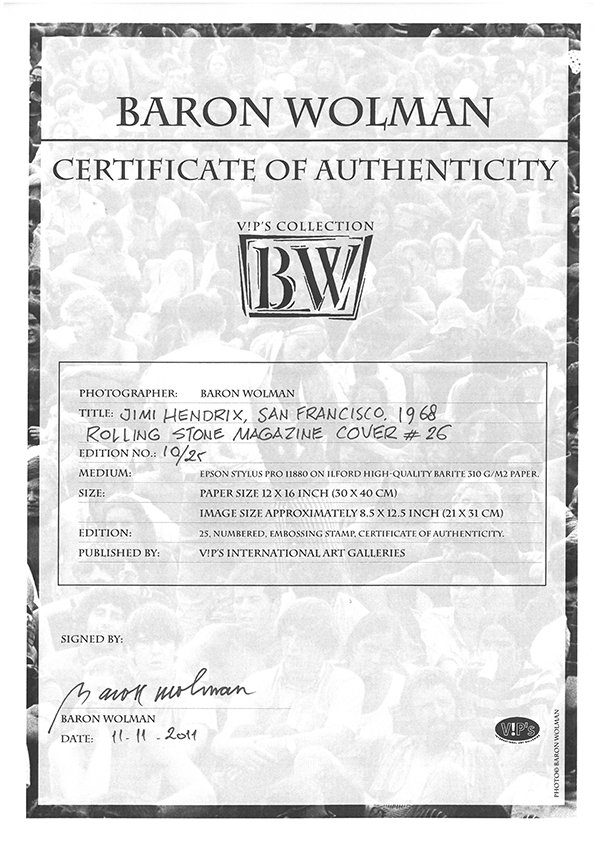 BARON WOLMAN
CERTIFICATE OF AUTHENTICITY
V!P'S COLLECTION
BW
PHOTOGRAPHER: BARON WOLMAN
TITLE: JIMI HENDRIX, SAN FRANCISCO, 1968
ROLLING STONE MAGAZINE COVER # 26
EDITION NO.: 10/25
MEDIUM: EPSON STYLUS PRO 11880 ON ILFORD HIGH-QUALITY BARITE 310 G/M2 PAPER.
SIZE: PAPER SIZE 12 X 16 INCH (30 X 40 CM)
IMAGE SIZE APPROXIMATELY 8.5 X 12.5 INCH (21 X 31 CM)
EDITION: 25, NUMBERED, EMBOSSING STAMP, CERTIFICATE OF AUTHENTICITY.
PUBLISHED BY: V!P'S INTERNATIONAL ART GALLERIES
SIGNED BY:
Baron Wolman
BARON WOLMAN
DATE: 11-11-2011
V!P's
INTERNATIONAL ART GALLERIES
PHOTO© BARON WOLMAN